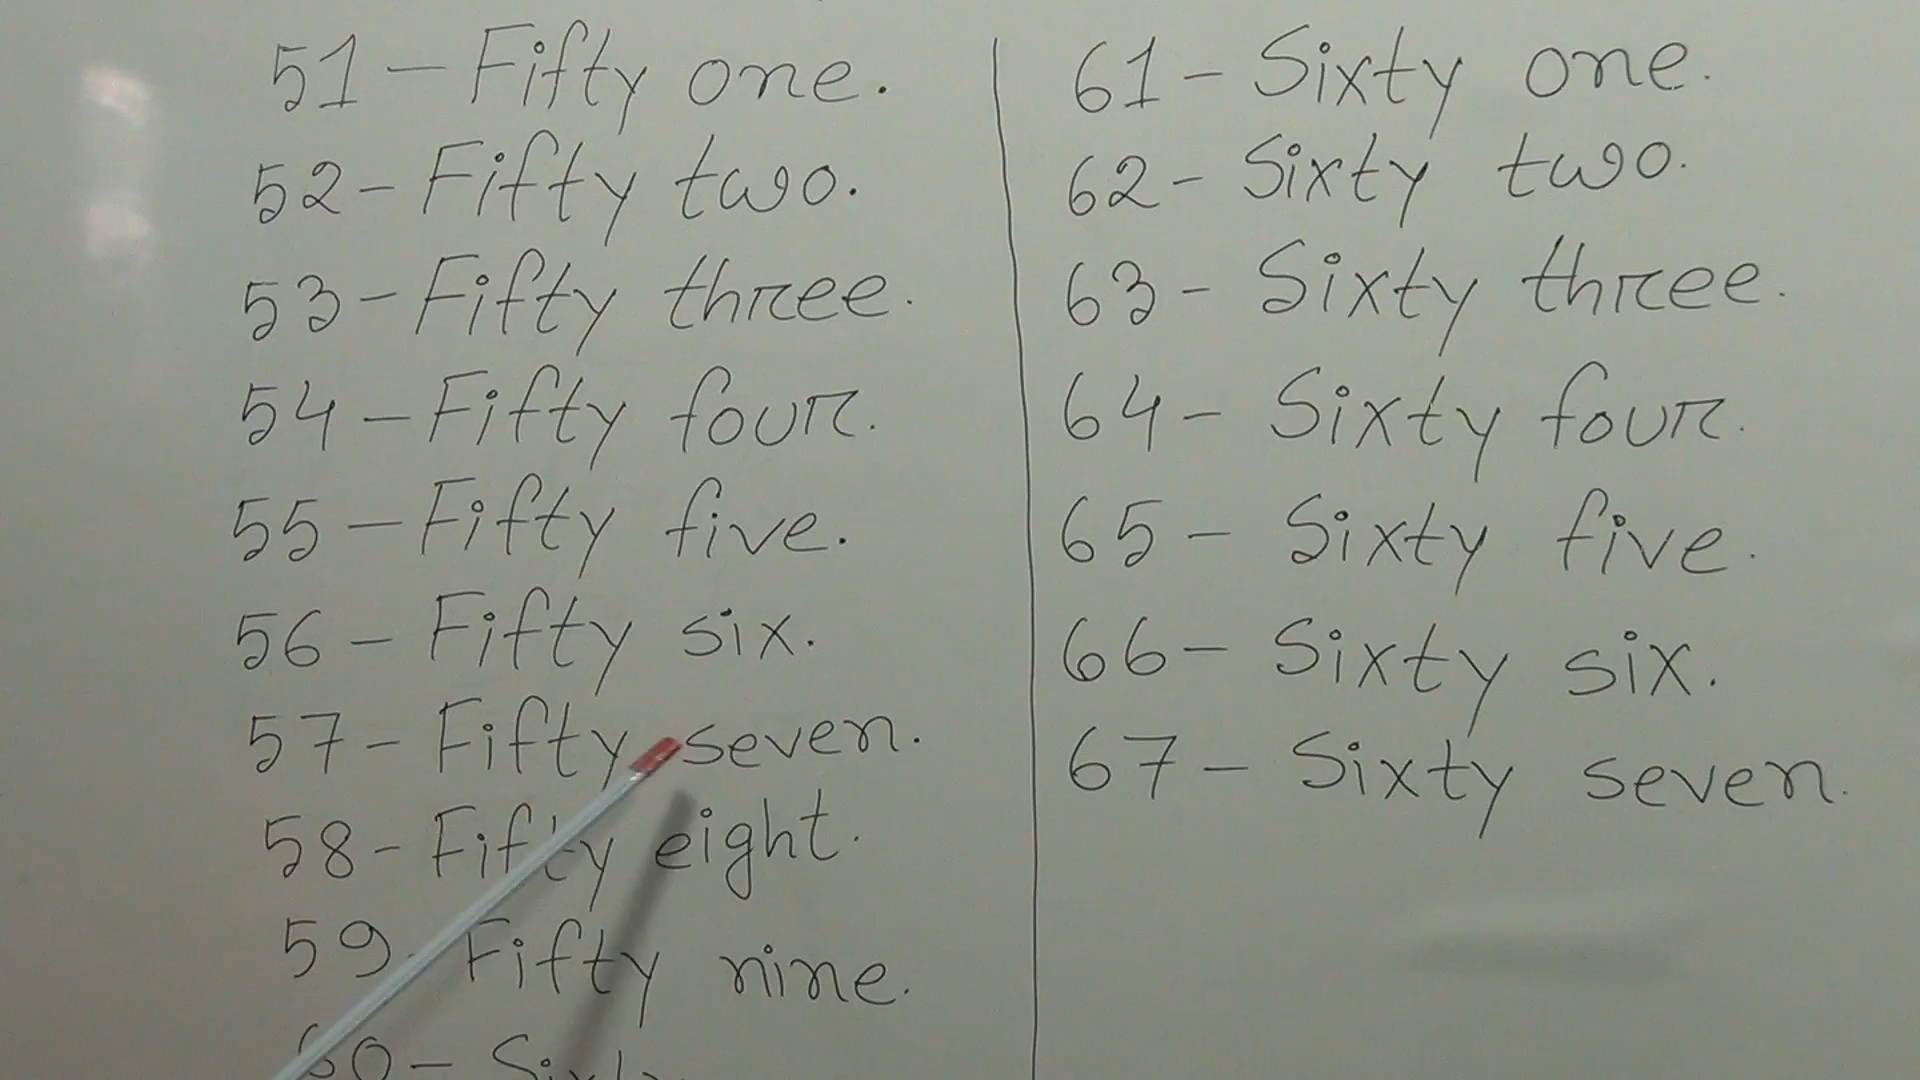 51 - Fifty one.
52 - Fifty two.
53 - Fifty three.
54 - Fifty four.
55 - Fifty five.
56 - Fifty six.
57 - Fifty seven.
58 - Fifty eight.
59 - Fifty nine.
60 - Sixty
61 - Sixty one.
62 - Sixty two.
63 - Sixty three.
64 - Sixty four.
65 - Sixty five.
66 - Sixty six.
67 - Sixty seven.